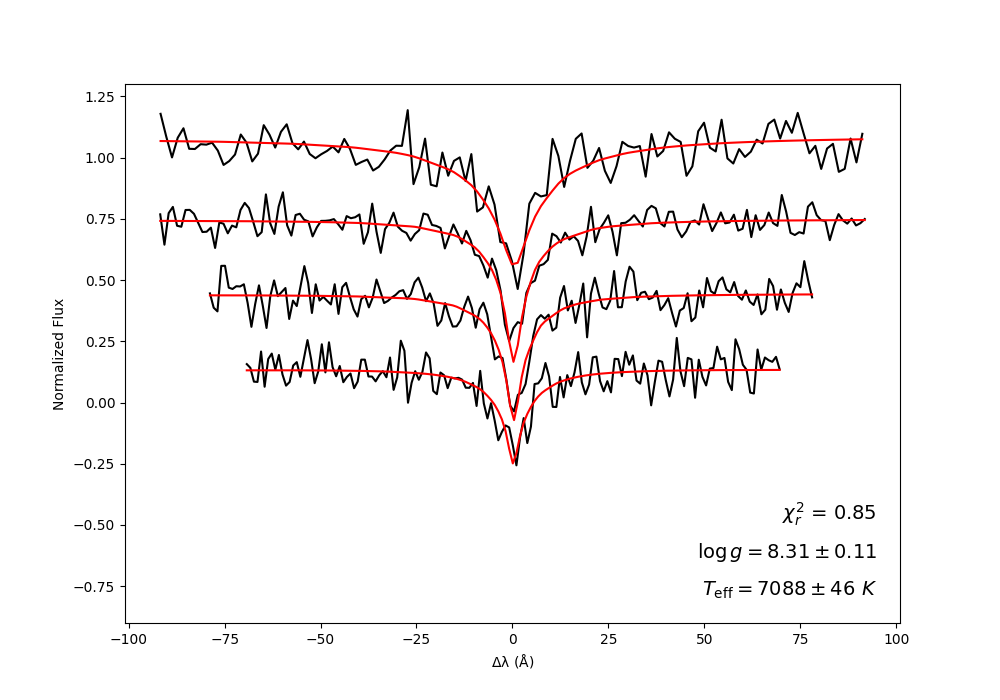 1.25
1.00
0.75
0.50
0.25
0.00
−0.25
−0.50
−0.75
Normalized Flux
χ²ᵣ = 0.85
log g = 8.31 ± 0.11
T_eff = 7088 ± 46 K
−100 −75 −50 −25 0 25 50 75 100
Δλ (Å)